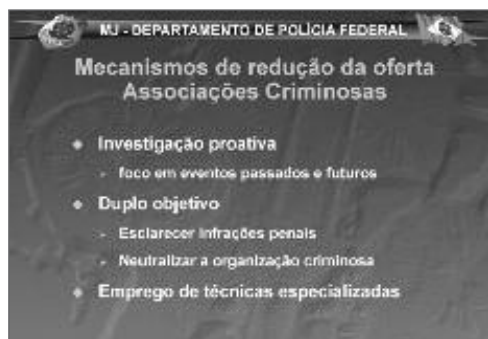 MJ - DEPARTAMENTO DE POLÍCIA FEDERAL
Mecanismos de redução da oferta
Associações Criminosas
Investigação proativa
- foco em eventos passados e futuros
Duplo objetivo
- Esclarecer infrações penais
- Neutralizar a organização criminosa
Emprego de técnicas especializadas